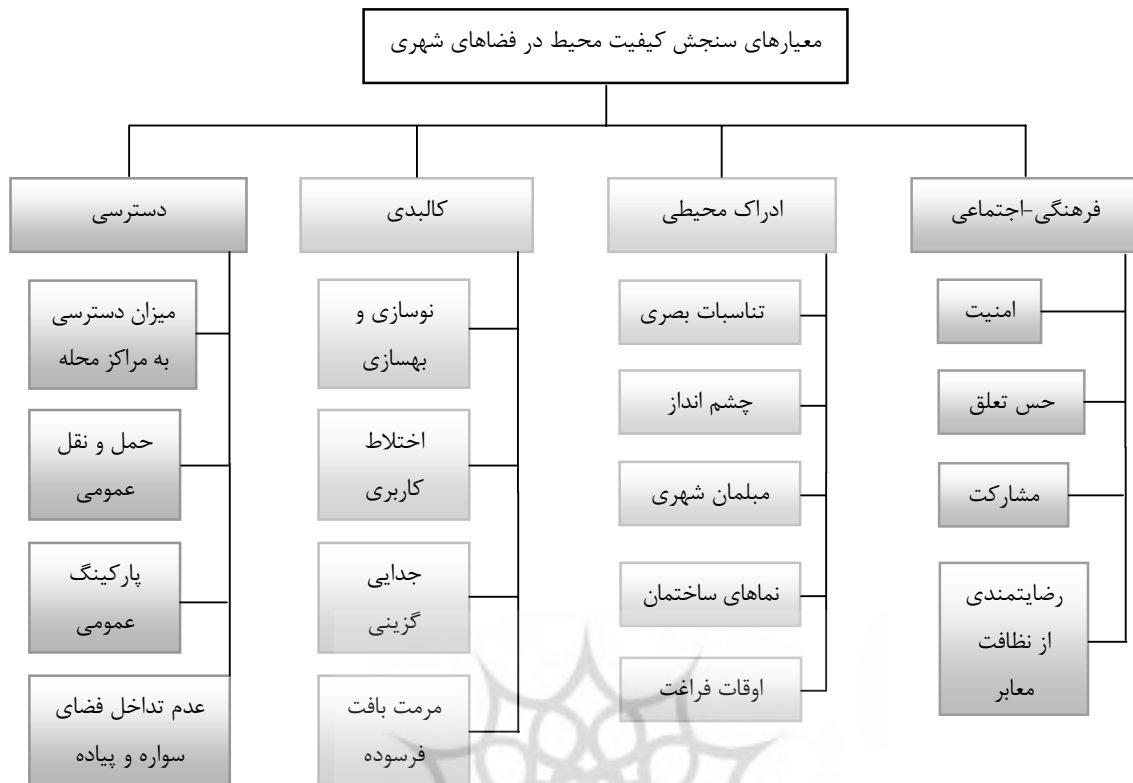 معیارهای سنجش کیفیت محیط در فضاهای شهری
فرهنگی-اجتماعی
امنیت
حس تعلق
مشارکت
رضایتمندی
از نظافت
معابر
ادراک محیطی
تناسبات بصری
چشم انداز
مبلمان شهری
نماهای ساختمان
اوقات فراغت
کالبدی
نوسازی و
بهسازی
اختلاط
کاربری
جدایی
گزینی
مرمت بافت
فرسوده
دسترسی
میزان دسترسی
به مراکز محله
حمل و نقل
عمومی
پارکینگ
عمومی
عدم تداخل فضای
سواره و پیاده